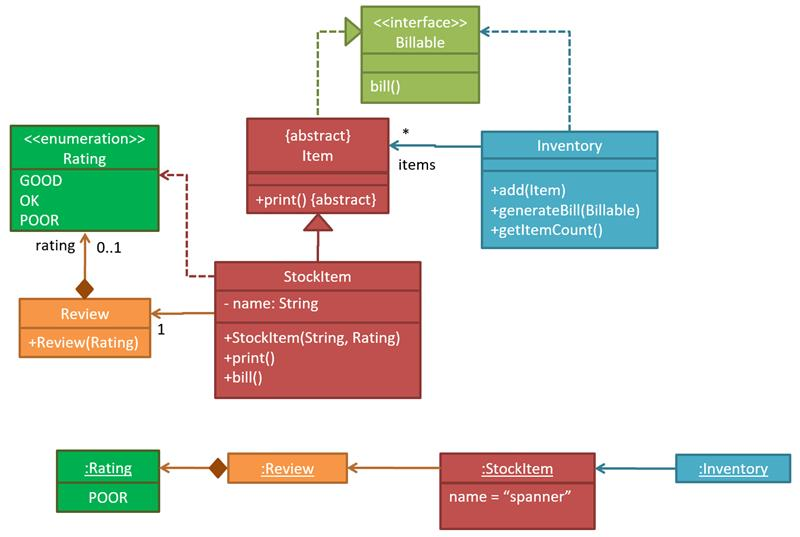 <<interface>>
Billable
bill()
{abstract}
Item
+print() {abstract}
*
items
Inventory
+add(Item)
+generateBill(Billable)
+getItemCount()
<<enumeration>>
Rating
GOOD
OK
POOR
rating
0..1
Review
+Review(Rating)
1
StockItem
- name: String
+StockItem(String, Rating)
+print()
+bill()
:Rating
POOR
:Review
:StockItem
name = “spanner”
:Inventory